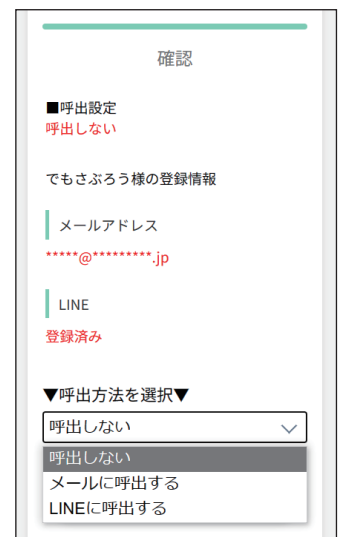 確認
■呼出設定
呼出しない
でもさぶろう様の登録情報
メールアドレス
*****@*********.jp
LINE
登録済み
▼呼出方法を選択▼
呼出しない
呼出しない
メールに呼出する
LINEに呼出する